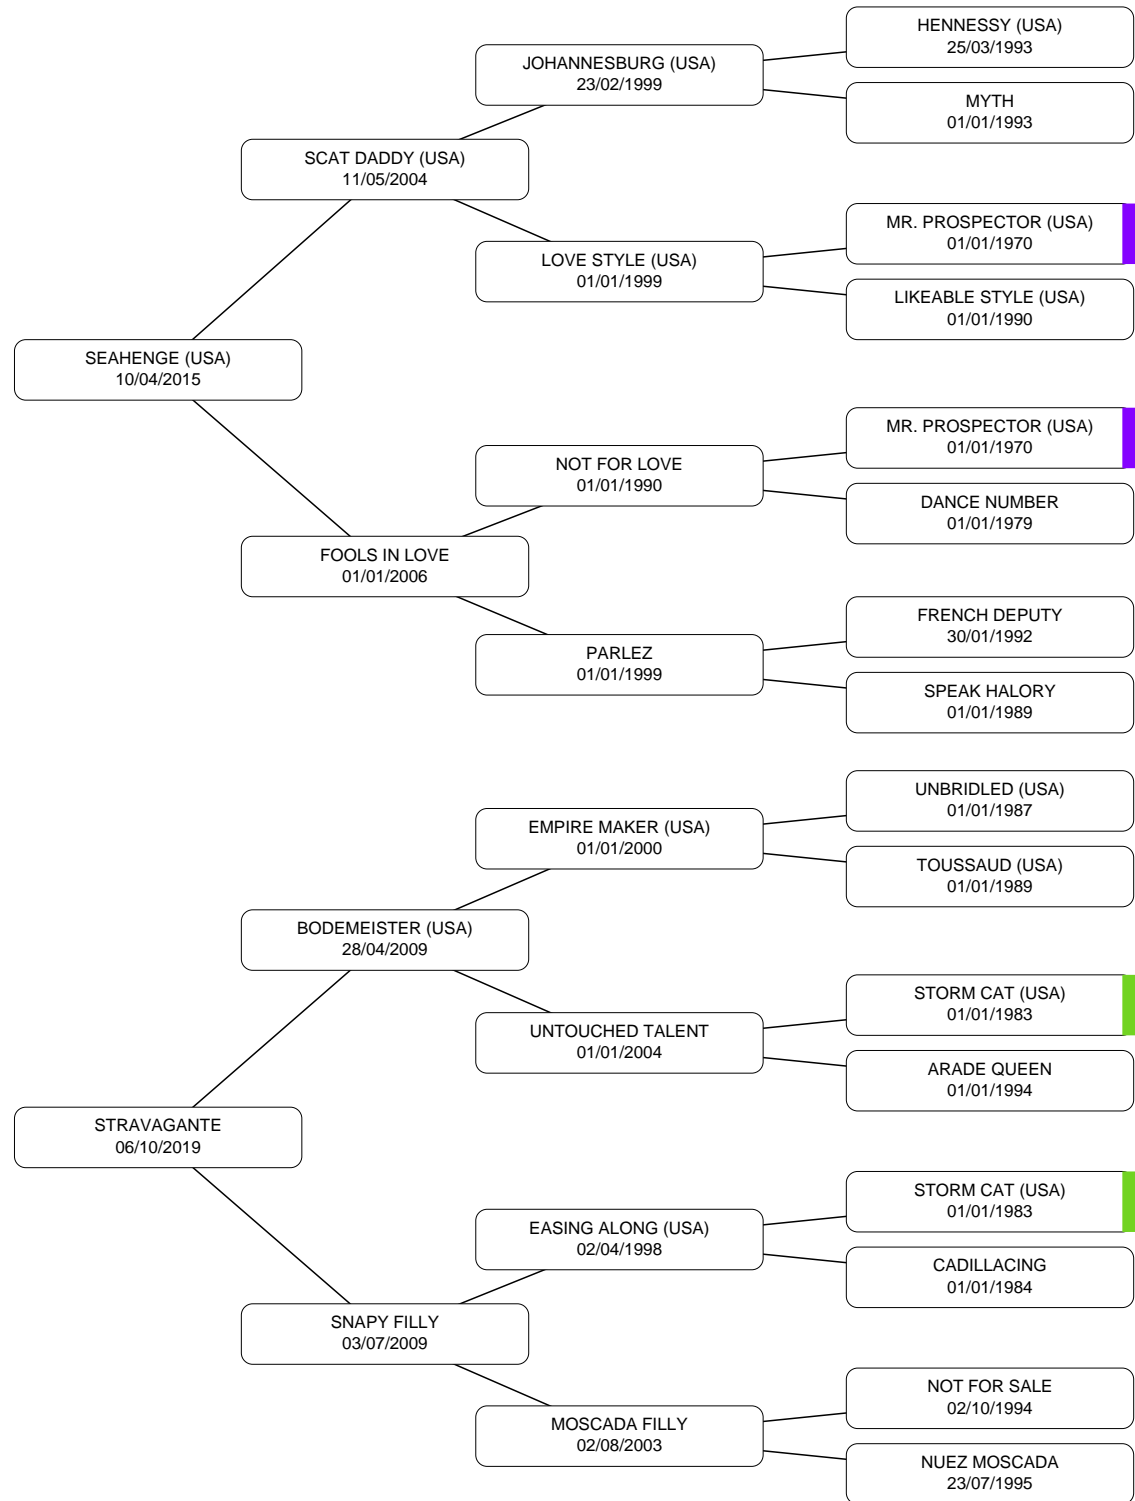 HENNESSY (USA)
25/03/1993
JOHANNESBURG (USA)
23/02/1999
MYTH
01/01/1993
SCAT DADDY (USA)
11/05/2004
MR. PROSPECTOR (USA)
01/01/1970
LOVE STYLE (USA)
01/01/1999
LIKEABLE STYLE (USA)
01/01/1990
SEAHENGE (USA)
10/04/2015
MR. PROSPECTOR (USA)
01/01/1970
NOT FOR LOVE
01/01/1990
DANCE NUMBER
01/01/1979
FOOLS IN LOVE
01/01/2006
FRENCH DEPUTY
30/01/1992
PARLEZ
01/01/1999
SPEAK HALORY
01/01/1989
UNBRIDLED (USA)
01/01/1987
EMPIRE MAKER (USA)
01/01/2000
TOUSSAUD (USA)
01/01/1989
BODEMEISTER (USA)
28/04/2009
STORM CAT (USA)
01/01/1983
UNTOUCHED TALENT
01/01/2004
ARADE QUEEN
01/01/1994
STRAVAGANTE
06/10/2019
STORM CAT (USA)
01/01/1983
EASING ALONG (USA)
02/04/1998
CADILLACING
01/01/1984
SNAPY FILLY
03/07/2009
NOT FOR SALE
02/10/1994
MOSCADA FILLY
02/08/2003
NUEZ MOSCADA
23/07/1995